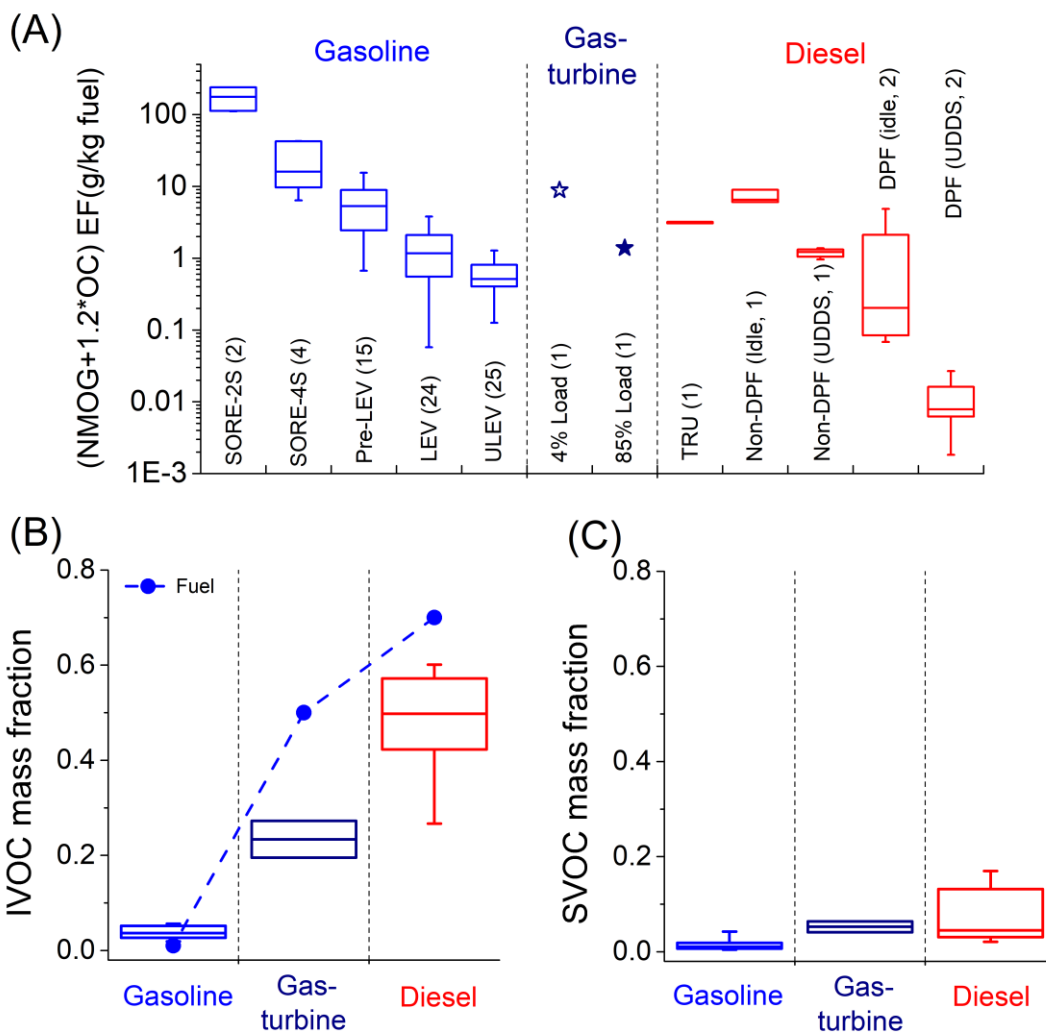 (A)
Gasoline
Gas-
turbine
Diesel
(NMOG+1.2*OC) EF(g/kg fuel)
100
10
1
0.1
0.01
1E-3
SORE-2S (2)
SORE-4S (4)
Pre-LEV (15)
LEV (24)
ULEV (25)
4% Load (1)
85% Load (1)
TRU (1)
Non-DPF (Idle, 1)
Non-DPF (UDDS, 1)
DPF (idle, 2)
DPF (UDDS, 2)
(B)
IVOC mass fraction
0.8
0.6
0.4
0.2
0.0
Fuel
Gasoline
Gas-
turbine
Diesel
(C)
SVOC mass fraction
0.8
0.6
0.4
0.2
0.0
Gasoline
Gas-
turbine
Diesel